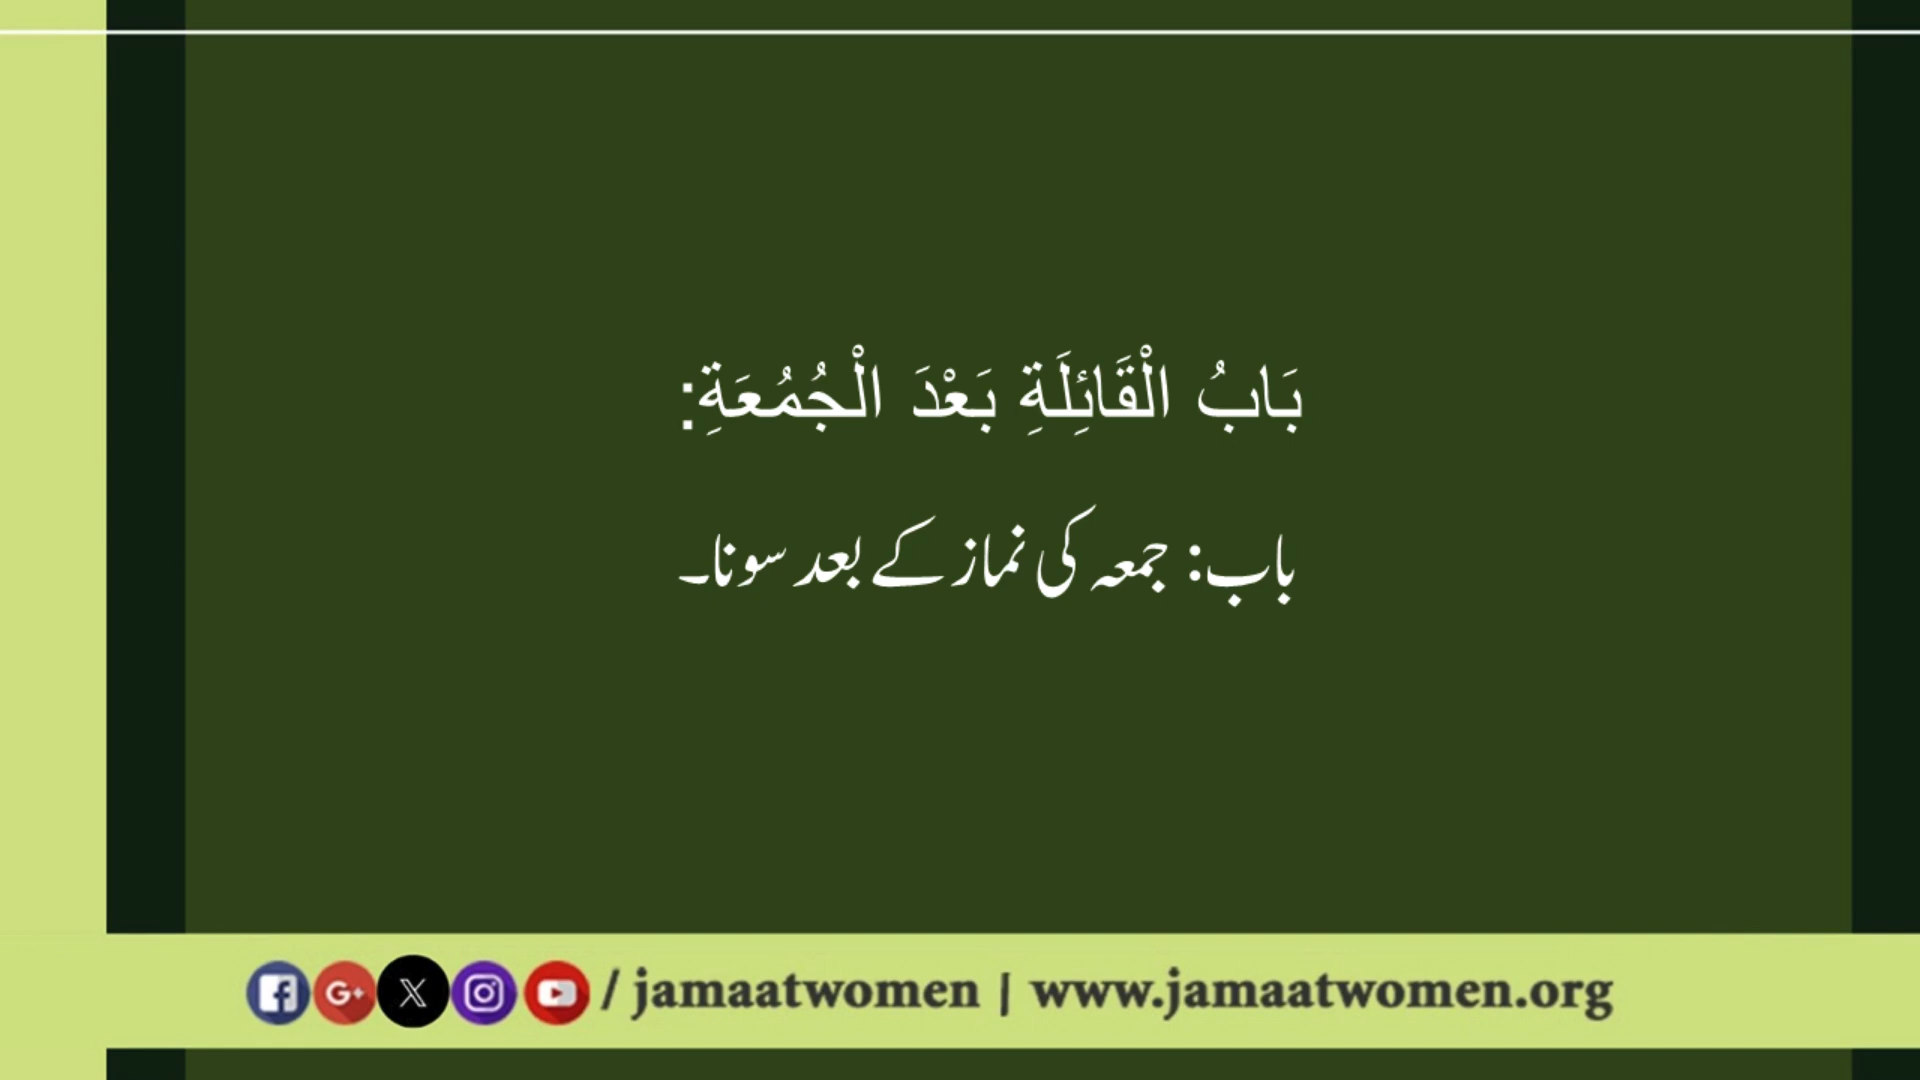 بَابُ الْقَائِلَةِ بَعْدَ الْجُمُعَةِ:
باب: جمعہ کی نماز کے بعد سونا۔
/ jamaatwomen | www.jamaatwomen.org